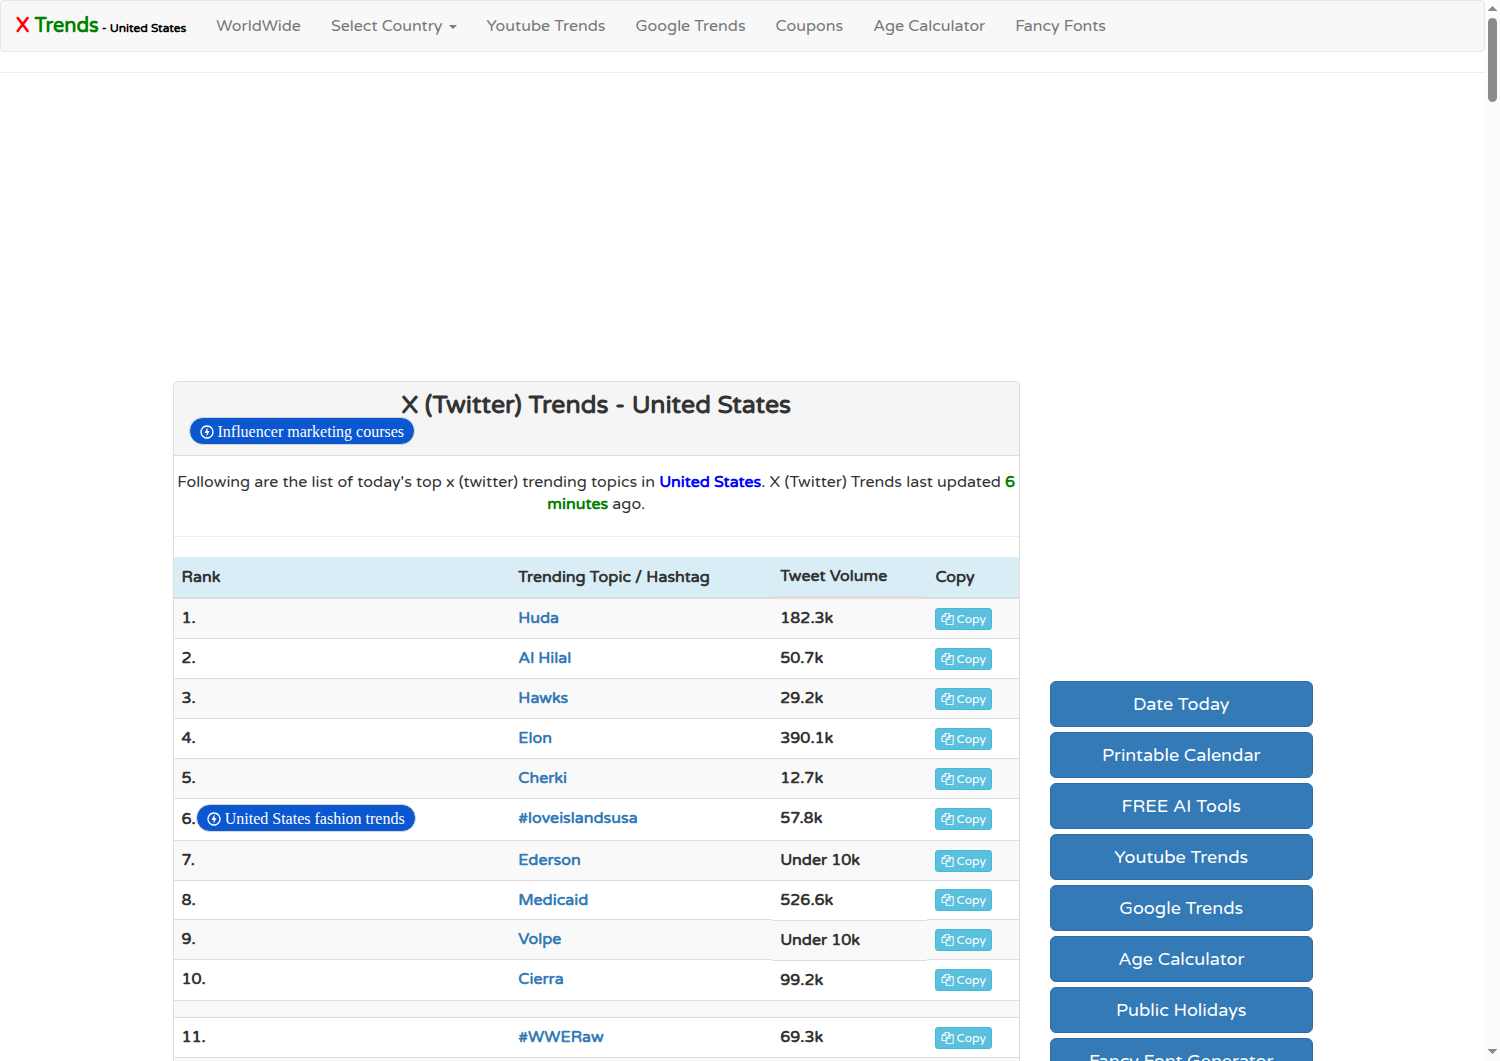 X Trends - United States WorldWide Select Country Youtube Trends Google Trends Coupons Age Calculator Fancy Fonts
X (Twitter) Trends - United States
Influencer marketing courses
Following are the list of today's top x (twitter) trending topics in United States. X (Twitter) Trends last updated 6
minutes ago.
Rank Trending Topic / Hashtag Tweet Volume Copy
1. Huda 182.3k Copy
2. Al Hilal 50.7k Copy
3. Hawks 29.2k Copy
4. Elon 390.1k Copy
5. Cherki 12.7k Copy
6. United States fashion trends #loveislandsusa 57.8k Copy
7. Ederson Under 10k Copy
8. Medicaid 526.6k Copy
9. Volpe Under 10k Copy
10. Cierra 99.2k Copy
11. #WWERaw 69.3k Copy
Date Today
Printable Calendar
FREE AI Tools
Youtube Trends
Google Trends
Age Calculator
Public Holidays
Fancy Font Generator